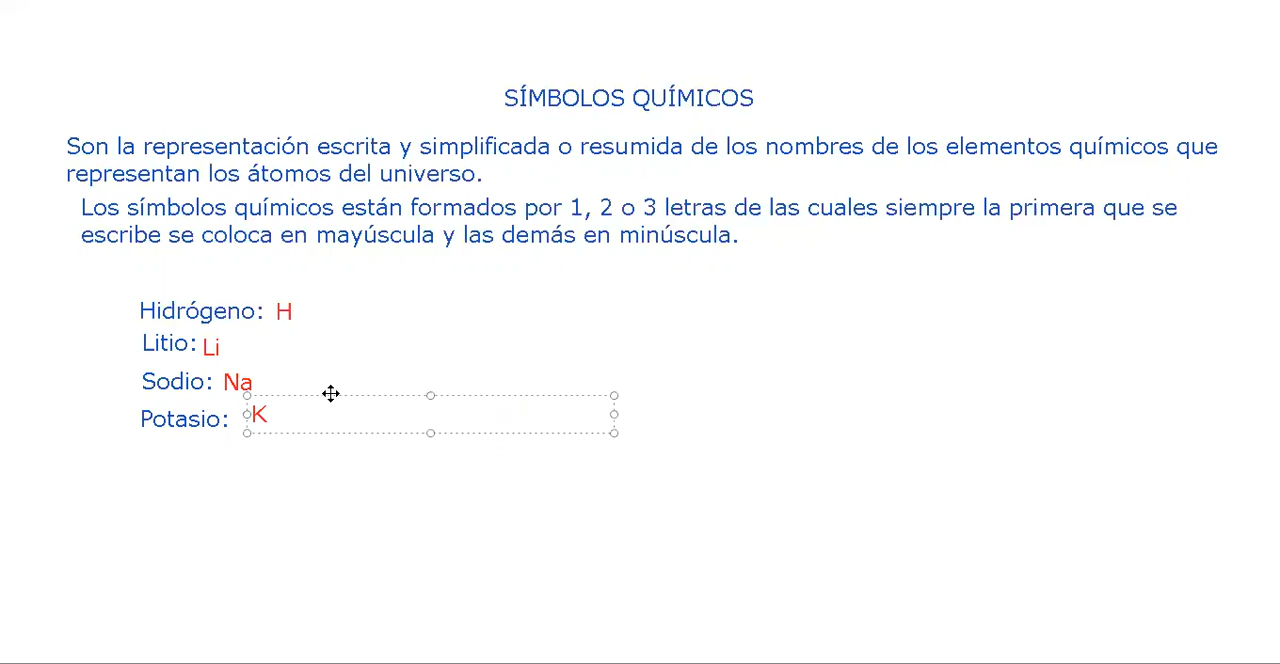 SÍMBOLOS QUÍMICOS
Son la representación escrita y simplificada o resumida de los nombres de los elementos químicos que
representan los átomos del universo.
Los símbolos químicos están formados por 1, 2 o 3 letras de las cuales siempre la primera que se
escribe se coloca en mayúscula y las demás en minúscula.
Hidrógeno: H
Litio: Li
Sodio: Na
Potasio: K